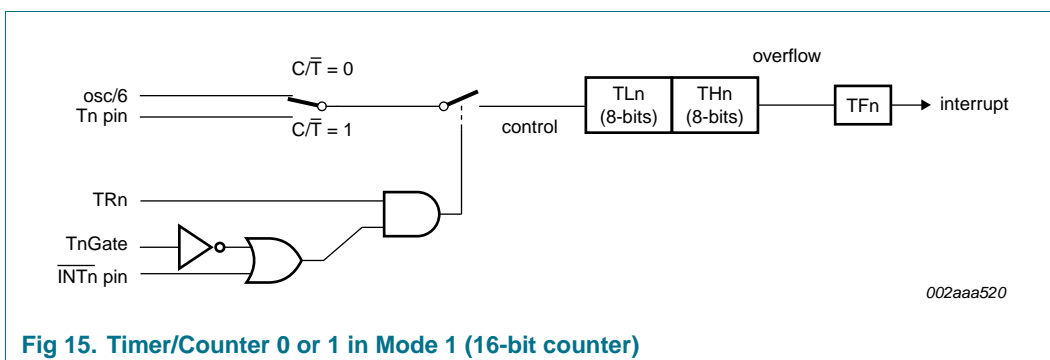 overflow
C/T̅ = 0
osc/6
Tn pin
C/T̅ = 1
control
TLn
(8-bits)
THn
(8-bits)
TFn
interrupt
TRn
TnGate
I̅N̅T̅n̅ pin
002aaa520
Fig 15. Timer/Counter 0 or 1 in Mode 1 (16-bit counter)